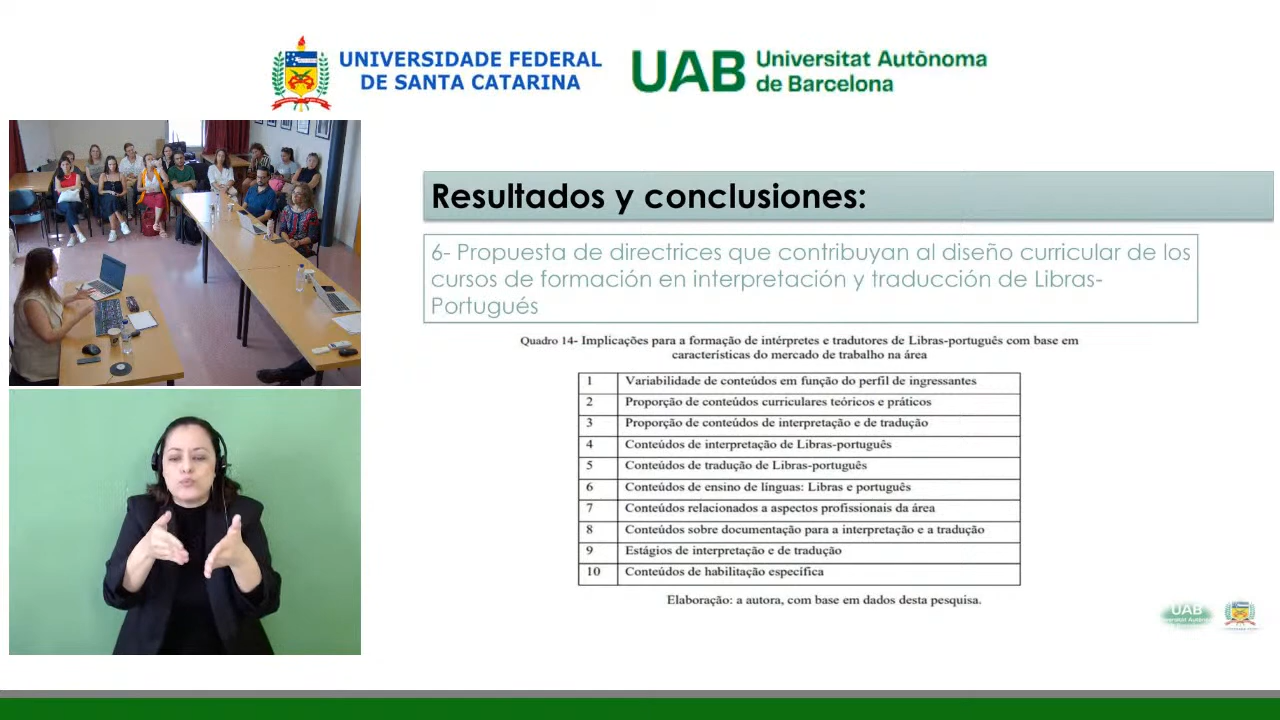 UNIVERSIDADE FEDERAL
DE SANTA CATARINA
UAB
Universitat Autònoma
de Barcelona
Resultados y conclusiones:
6- Propuesta de directrices que contribuyan al diseño curricular de los
cursos de formación en interpretación y traducción de Libras-
Portugués
Quadro 14- Implicações para a formação de intérpretes e tradutores de Libras-português com base em
características do mercado de trabalho na área
1 Variabilidade de conteúdos em função do perfil de ingressantes
2 Proporção de conteúdos curriculares teóricos e práticos
3 Proporção de conteúdos de interpretação e de tradução
4 Conteúdos de interpretação de Libras-português
5 Conteúdos de tradução de Libras-português
6 Conteúdos de ensino de línguas: Libras e português
7 Conteúdos relacionados a aspectos profissionais da área
8 Conteúdos sobre documentação para a interpretação e a tradução
9 Estágios de interpretação e de tradução
10 Conteúdos de habilitação específica
Elaboração: a autora, com base em dados desta pesquisa.
UAB